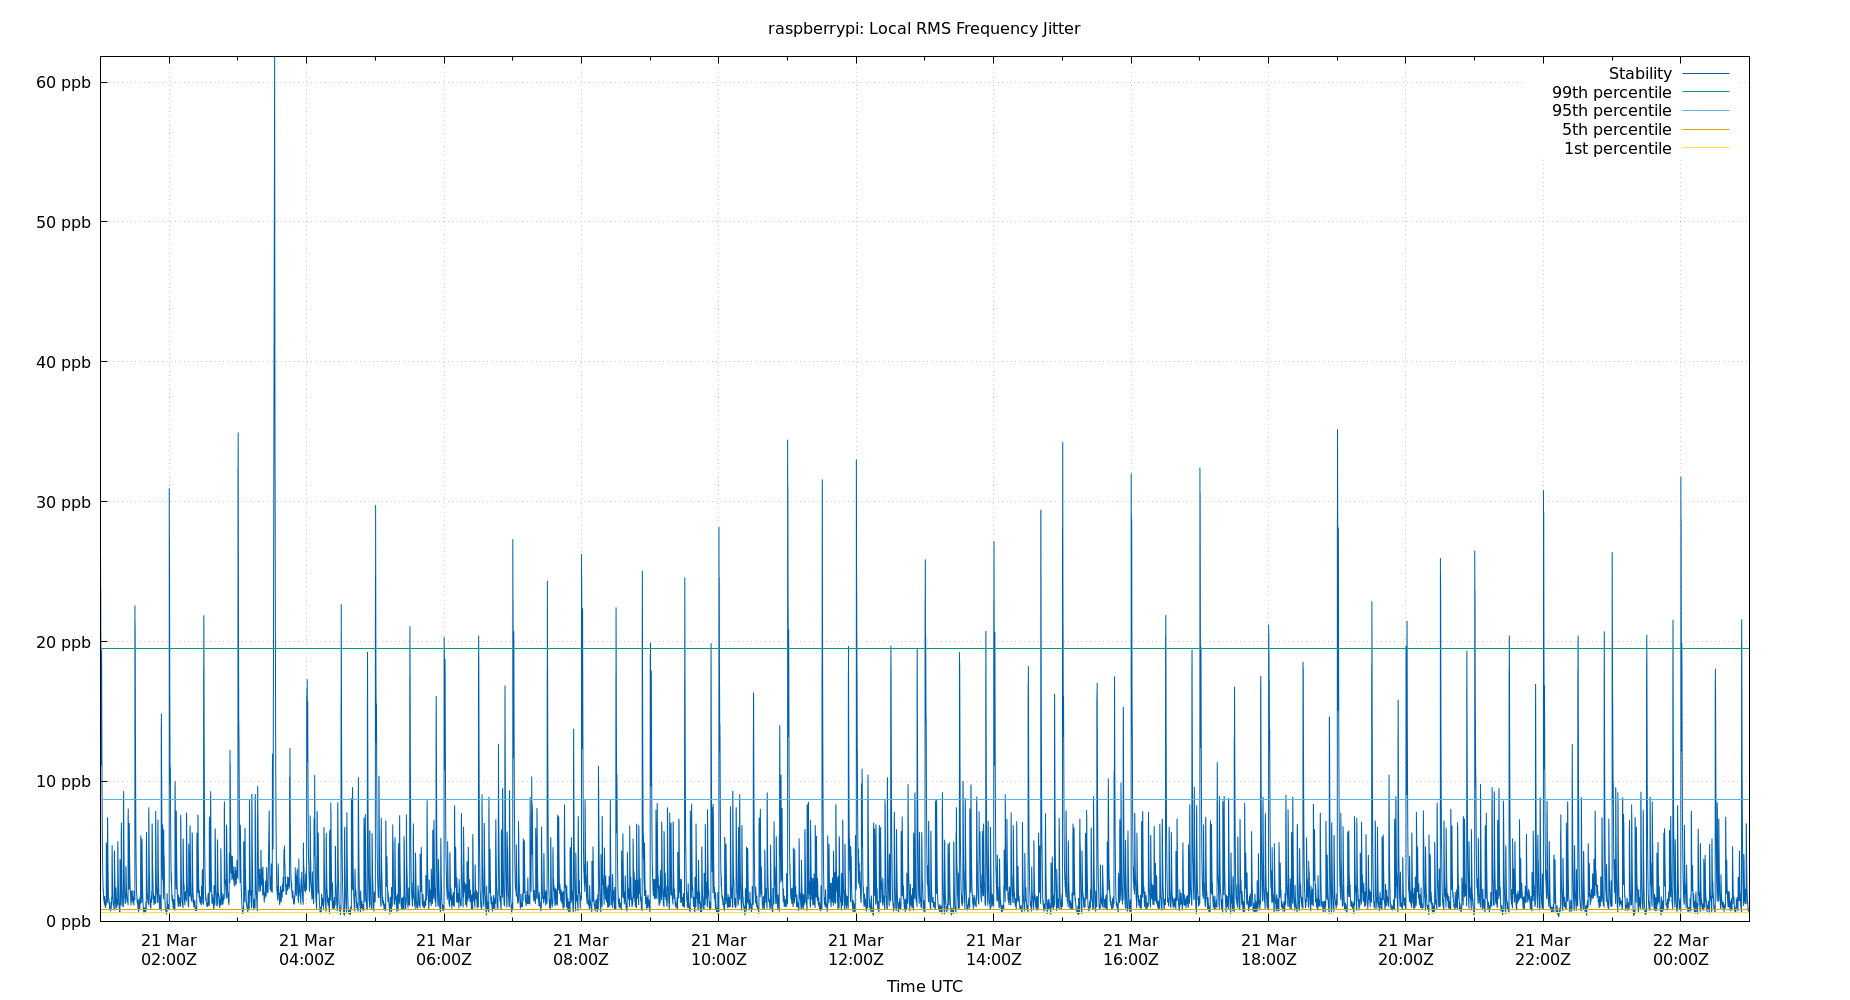 raspberrypi: Local RMS Frequency Jitter
Stability
99th percentile
95th percentile
5th percentile
1st percentile
60 ppb
50 ppb
40 ppb
30 ppb
20 ppb
10 ppb
0 ppb
21 Mar 21 Mar 21 Mar 21 Mar 21 Mar 21 Mar 21 Mar 21 Mar 21 Mar 21 Mar 21 Mar 22 Mar
02:00Z 04:00Z 06:00Z 08:00Z 10:00Z 12:00Z 14:00Z 16:00Z 18:00Z 20:00Z 22:00Z 00:00Z
Time UTC